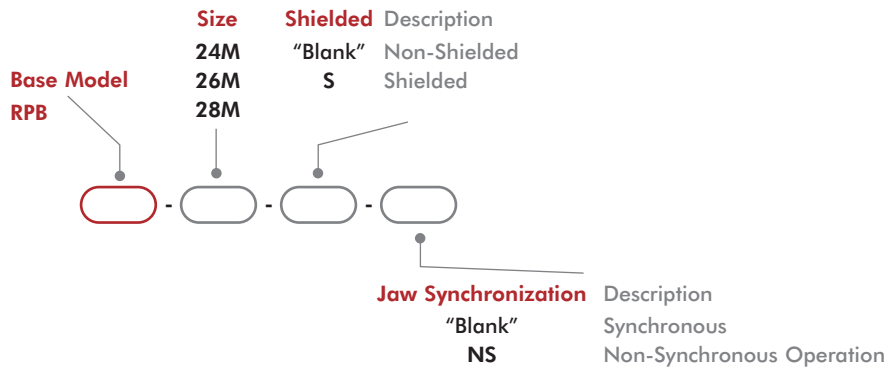 Size Shielded Description
24M “Blank” Non-Shielded
Base Model 26M S Shielded
RPB 28M
- - -
Jaw Synchronization Description
“Blank” Synchronous
NS Non-Synchronous Operation